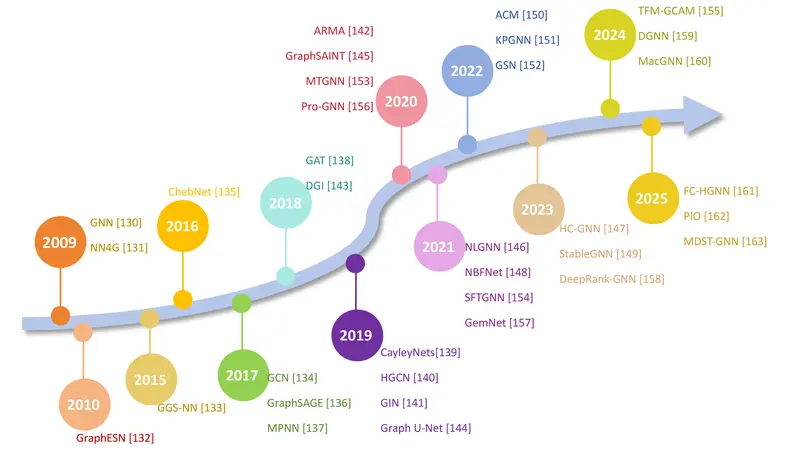 2009
GNN [130]
NN4G [131]
2010
GraphESN [132]
2015
GGS-NN [133]
2016
ChebNet [135]
2017
GCN [134]
GraphSAGE [136]
MPNN [137]
2018
GAT [138]
DGI [143]
2019
CayleyNets[139]
HGCN [140]
GIN [141]
Graph U-Net [144]
2020
ARMA [142]
GraphSAINT [145]
MTGNN [153]
Pro-GNN [156]
2021
NLGNN [146]
NBFNet [148]
SFTGNN [154]
GemNet [157]
2022
ACM [150]
KPGNN [151]
GSN [152]
2023
HC-GNN [147]
StableGNN [149]
DeepRank-GNN [158]
2024
TFM-GCAM [155]
DGNN [159]
MacGNN [160]
2025
FC-HGNN [161]
PIO [162]
MDST-GNN [163]